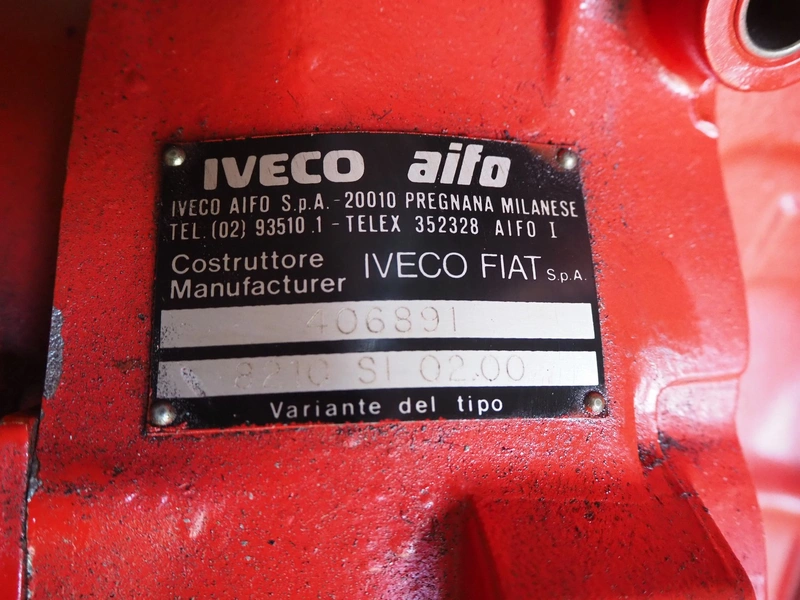 IVECO aifo
IVECO AIFO S.p.A. - 20010 PREGNANA MILANESE
TEL. (02) 93510.1 - TELEX 352328 AIFO I
Costruttore
Manufacturer IVECO FIAT S.p.A.
406891
8210 SI 02.00
Variante del tipo